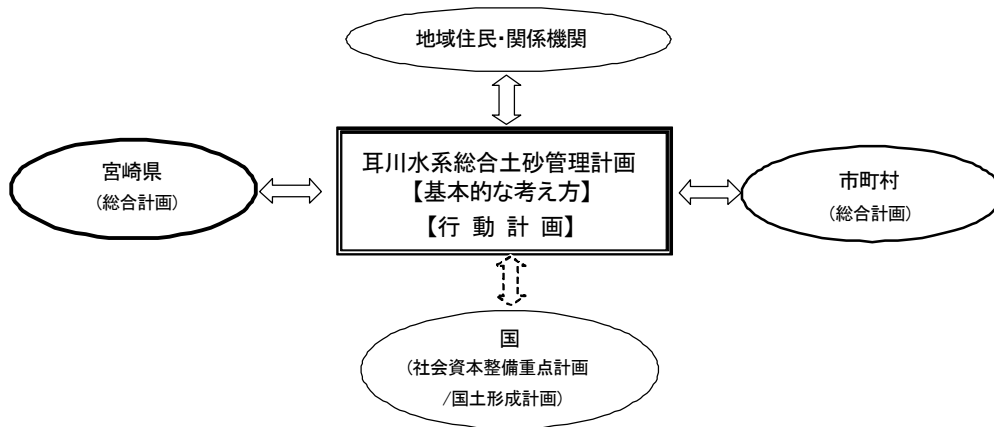 地域住民・関係機関
宮崎県
(総合計画)
耳川水系総合土砂管理計画
【基本的な考え方】
【行 動 計 画】
市町村
(総合計画)
国
(社会資本整備重点計画
/国土形成計画)